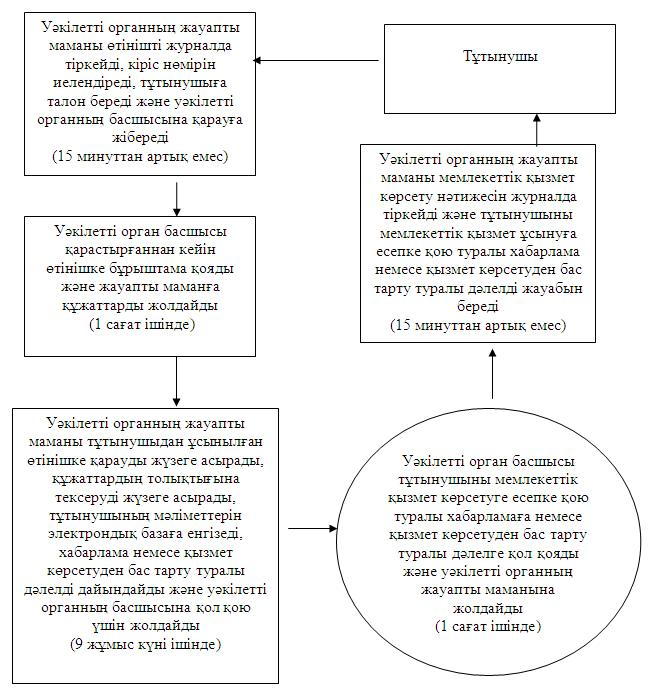 Уәкілетті органның жауапты
маманы өтінішті журналда
тіркейді, кіріс нөмірін
иелендіреді, тұтынушыға
талон береді және уәкілетті
органның басшысына қарауға
жібереді
(15 минуттан артық емес)
Тұтынушы
Уәкілетті орган басшысы
қарастырғаннан кейін
өтінішке бұрыштама қояды
және жауапты маманға
құжаттарды жолдайды
(1 сағат ішінде)
Уәкілетті органның жауапты
маманы мемлекеттік қызмет
көрсету нәтижесін журналда
тіркейді және тұтынушыны
мемлекеттік қызмет ұсынуға
есепке қою туралы хабарлама
немесе қызмет көрсетуден бас
тарту туралы дәлелді жауабын
береді
(15 минуттан артық емес)
Уәкілетті органның жауапты
маманы тұтынушыдан ұсынылған
өтінішке қарауды жүзеге асырады,
құжаттардың толықтығына
тексеруді жүзеге асырады,
тұтынушының мәліметтерін
электрондық базаға енгізеді,
хабарлама немесе қызмет
көрсетуден бас тарту туралы
дәлелді дайындайды және уәкілетті
органның басшысына қол қою
үшін жолдайды
(9 жұмыс күні ішінде)
Уәкілетті орган басшысы
тұтынушыны мемлекеттік
қызмет көрсетуге есепке қою
туралы хабарламаға немесе
қызмет көрсетуден бас тарту
туралы дәлелге қол қояды
және уәкілетті органның
жауапты маманына
жолдайды
(1 сағат ішінде)